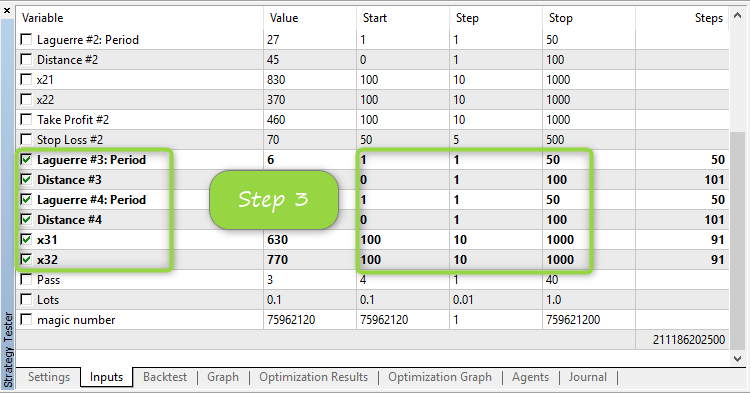 Variable Value Start Step Stop Steps
Laguerre #2: Period 27 1 1 50
Distance #2 45 0 1 100
x21 830 100 10 1000
x22 370 100 10 1000
Take Profit #2 460 100 10 1000
Stop Loss #2 70 50 5 500
Laguerre #3: Period 6 1 1 50 50
Distance #3 0 1 100 101
Laguerre #4: Period 1 1 50 50
Distance #4 0 1 100 101
Step 3
x31 630 100 10 1000 91
x32 770 100 10 1000 91
Pass 3 4 1 40
Lots 0.1 0.1 0.01 1.0
magic number 75962120 75962120 1 759621200
211186202500
Settings Inputs Backtest Graph Optimization Results Optimization Graph Agents Journal
Strategy Tester